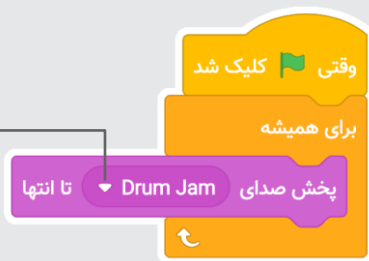 وقتی کلیک شد
برای همیشه
پخش صدای Drum Jam تا انتها